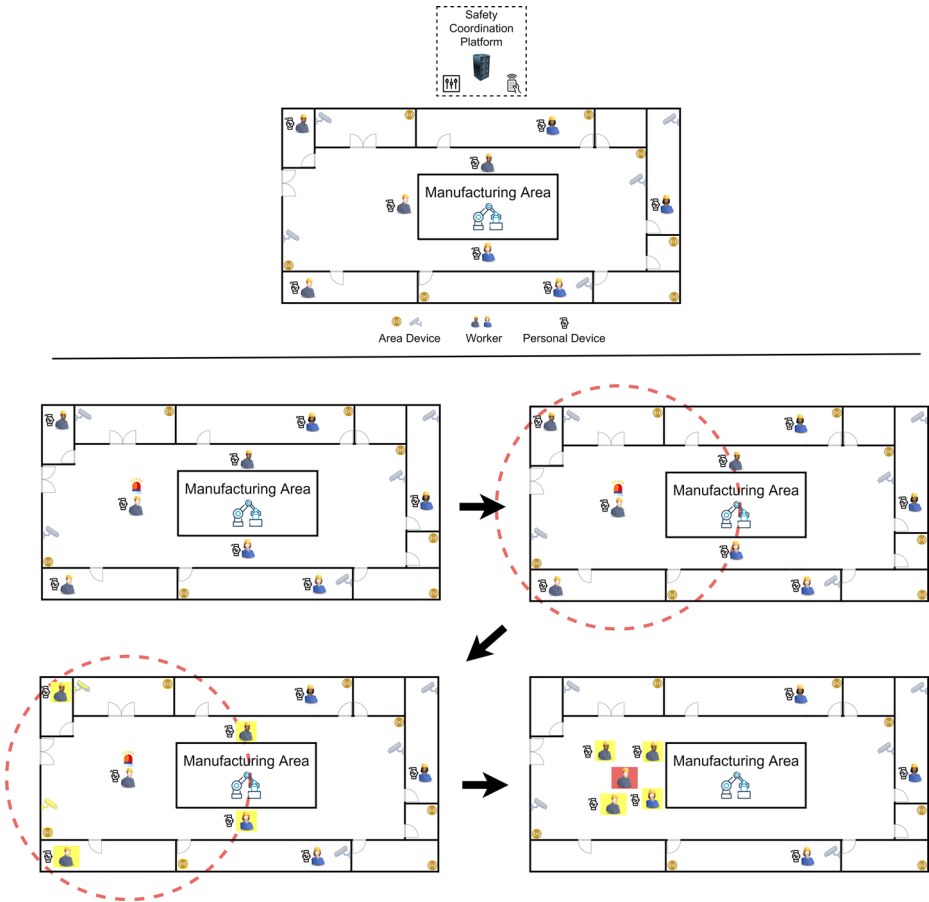 Safety
Coordination
Platform
Manufacturing Area
Area Device
Worker
Personal Device
Manufacturing Area
Manufacturing Area
Manufacturing Area
Manufacturing Area